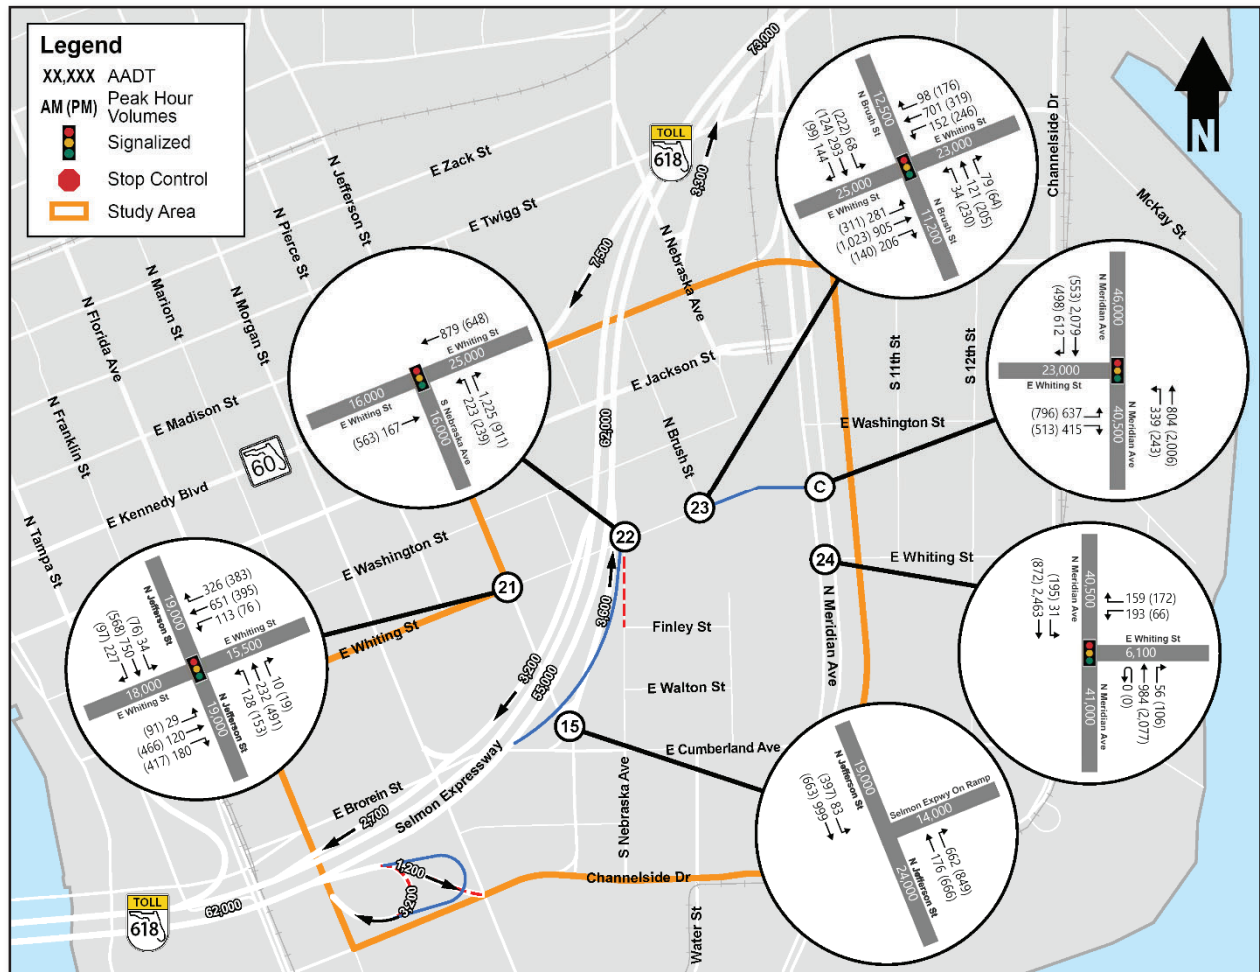 Legend
XX,XXX AADT
AM (PM) Peak Hour
Volumes
Signalized
Stop Control
Study Area
73,000
TOLL
618
3,300
7,500
E Zack St
E Twigg St
N Jefferson St
N Pierce St
N Morgan St
N Marion St
N Florida Ave
N Franklin St
N Tampa St
E Madison St
E Kennedy Blvd
60
E Washington St
E Jackson St
N Nebraska Ave
N Brush St
Channelside Dr
McKay St
S 11th St
S 12th St
E Washington St
E Whiting St
N Meridian Ave
62,000
N
12,500
N Brush St
98 (176)
701 (319)
152 (246)
E Whiting St
23,000
(222) 68
(124) 293
(99) 144
25,000
E Whiting St
(311) 281
(1,023) 905
(140) 206
11,200
N Brush St
79 (64)
121 (205)
34 (230)
879 (648)
E Whiting St
25,000
16,000
E Whiting St
(563) 167
16,000
S Nebraska Ave
1,225 (911)
223 (239)
46,000
N Meridian Ave
(553) 2,079
(498) 612
23,000
E Whiting St
(796) 637
(513) 415
40,500
N Meridian Ave
804 (2,006)
339 (243)
23
C
22
24
21
15
40,500
N Meridian Ave
(195) 31
(872) 2,463
159 (172)
193 (66)
E Whiting St
6,100
41,000
N Meridian Ave
56 (106)
984 (2,077)
0 (0)
19,000
N Jefferson St
326 (383)
651 (395)
113 (76 )
E Whiting St
15,500
(76) 34
(568) 750
(97) 227
18,000
E Whiting St
(91) 29
(466) 120
(417) 180
19,000
N Jefferson St
10 (19)
232 (491)
128 (153)
E Whiting St
3,600
3,200
55,000
Finley St
E Walton St
E Cumberland Ave
S Nebraska Ave
E Brorein St
Selmon Expressway
2,700
1,200
3,200
62,000
TOLL
618
Channelside Dr
Water St
19,000
N Jefferson St
(397) 83
(663) 999
Selmon Expwy On Ramp
14,000
24,000
N Jefferson St
662 (849)
176 (666)